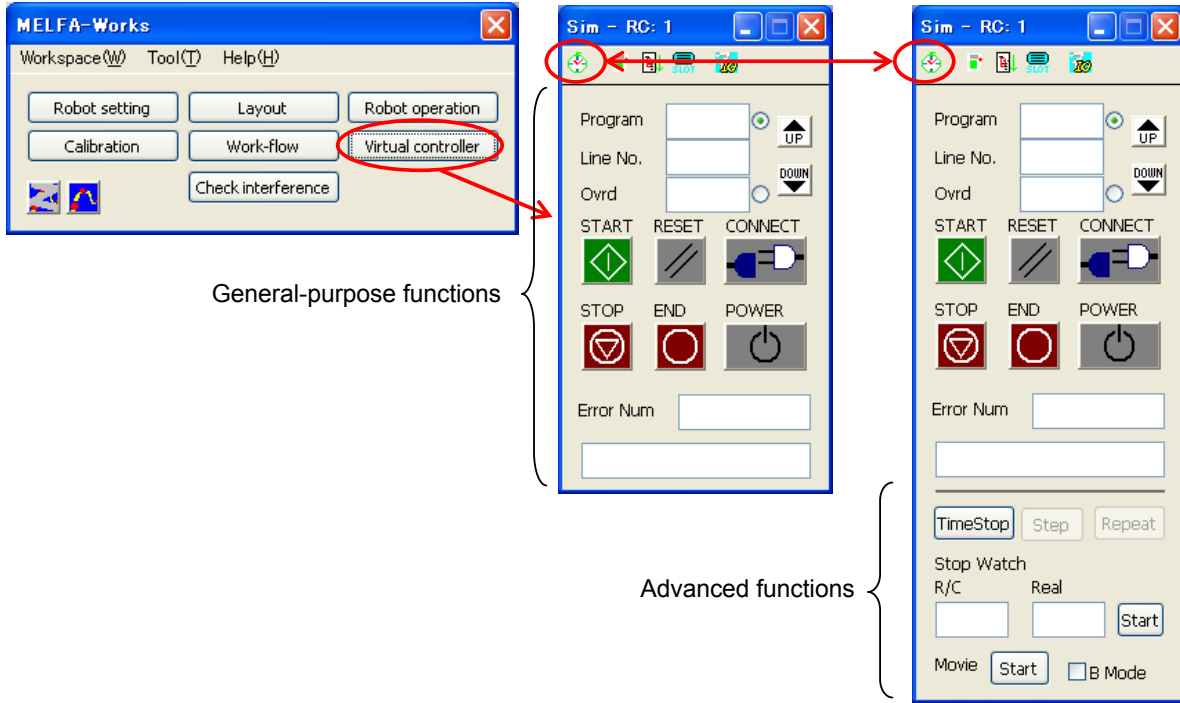 MELFA-Works
Workspace(W) Tool(T) Help(H)
Robot setting Layout Robot operation
Calibration Work-flow Virtual controller
Check interference
General-purpose functions
Sim - RC: 1
SLOT
Program
UP
Line No.
DOWN
Ovrd
START RESET CONNECT
STOP END POWER
Error Num
Sim - RC: 1
SLOT
Program
UP
Line No.
DOWN
Ovrd
START RESET CONNECT
STOP END POWER
Error Num
TimeStop Step Repeat
Stop Watch
R/C Real
Start
Movie Start B Mode
Advanced functions